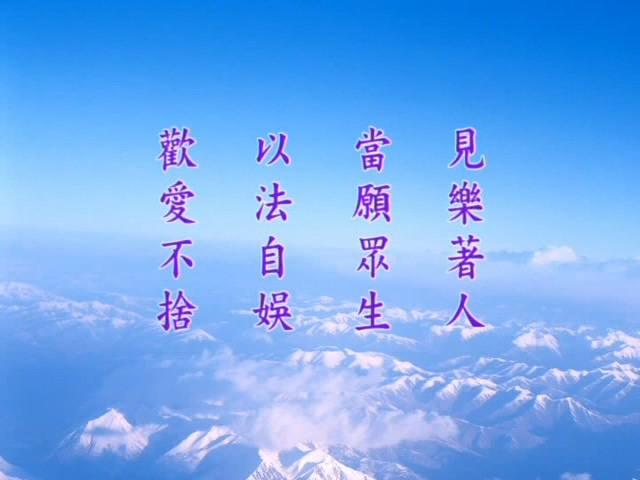 見樂著人
當願眾生
以法自娛
歡愛不捨